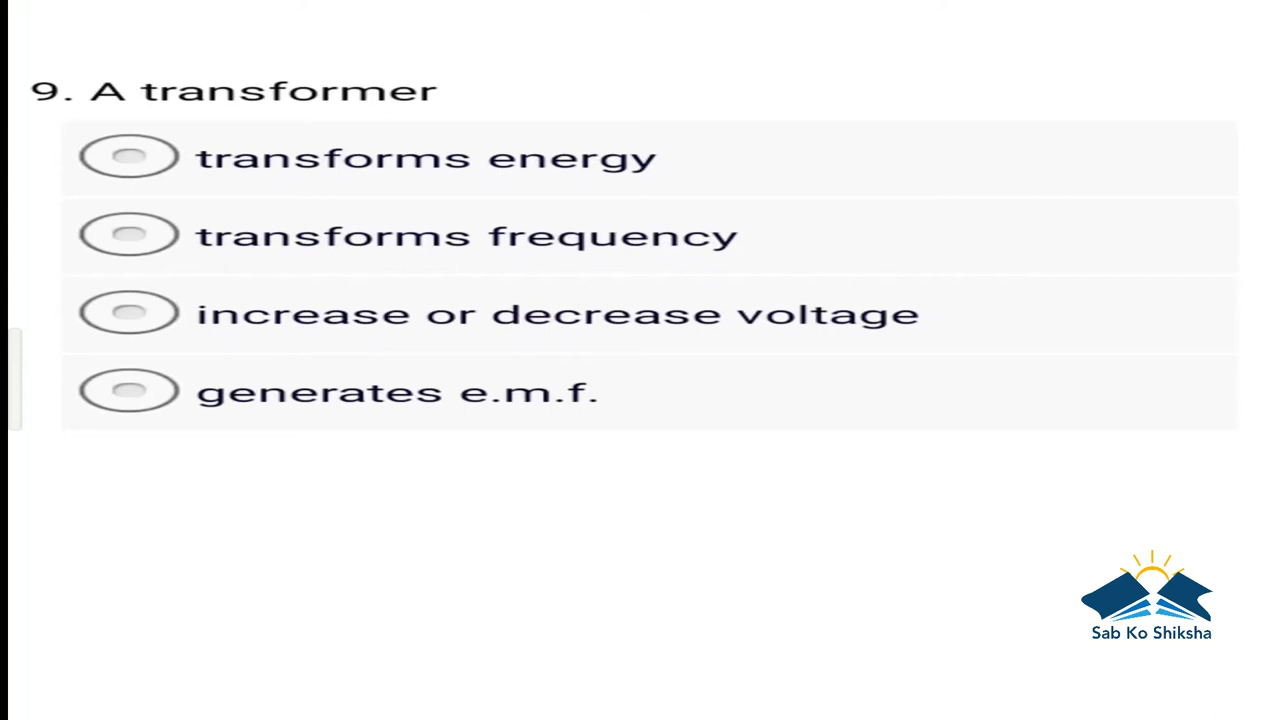 9. A transformer
transforms energy
transforms frequency
increase or decrease voltage
generates e.m.f.
Sab Ko Shiksha